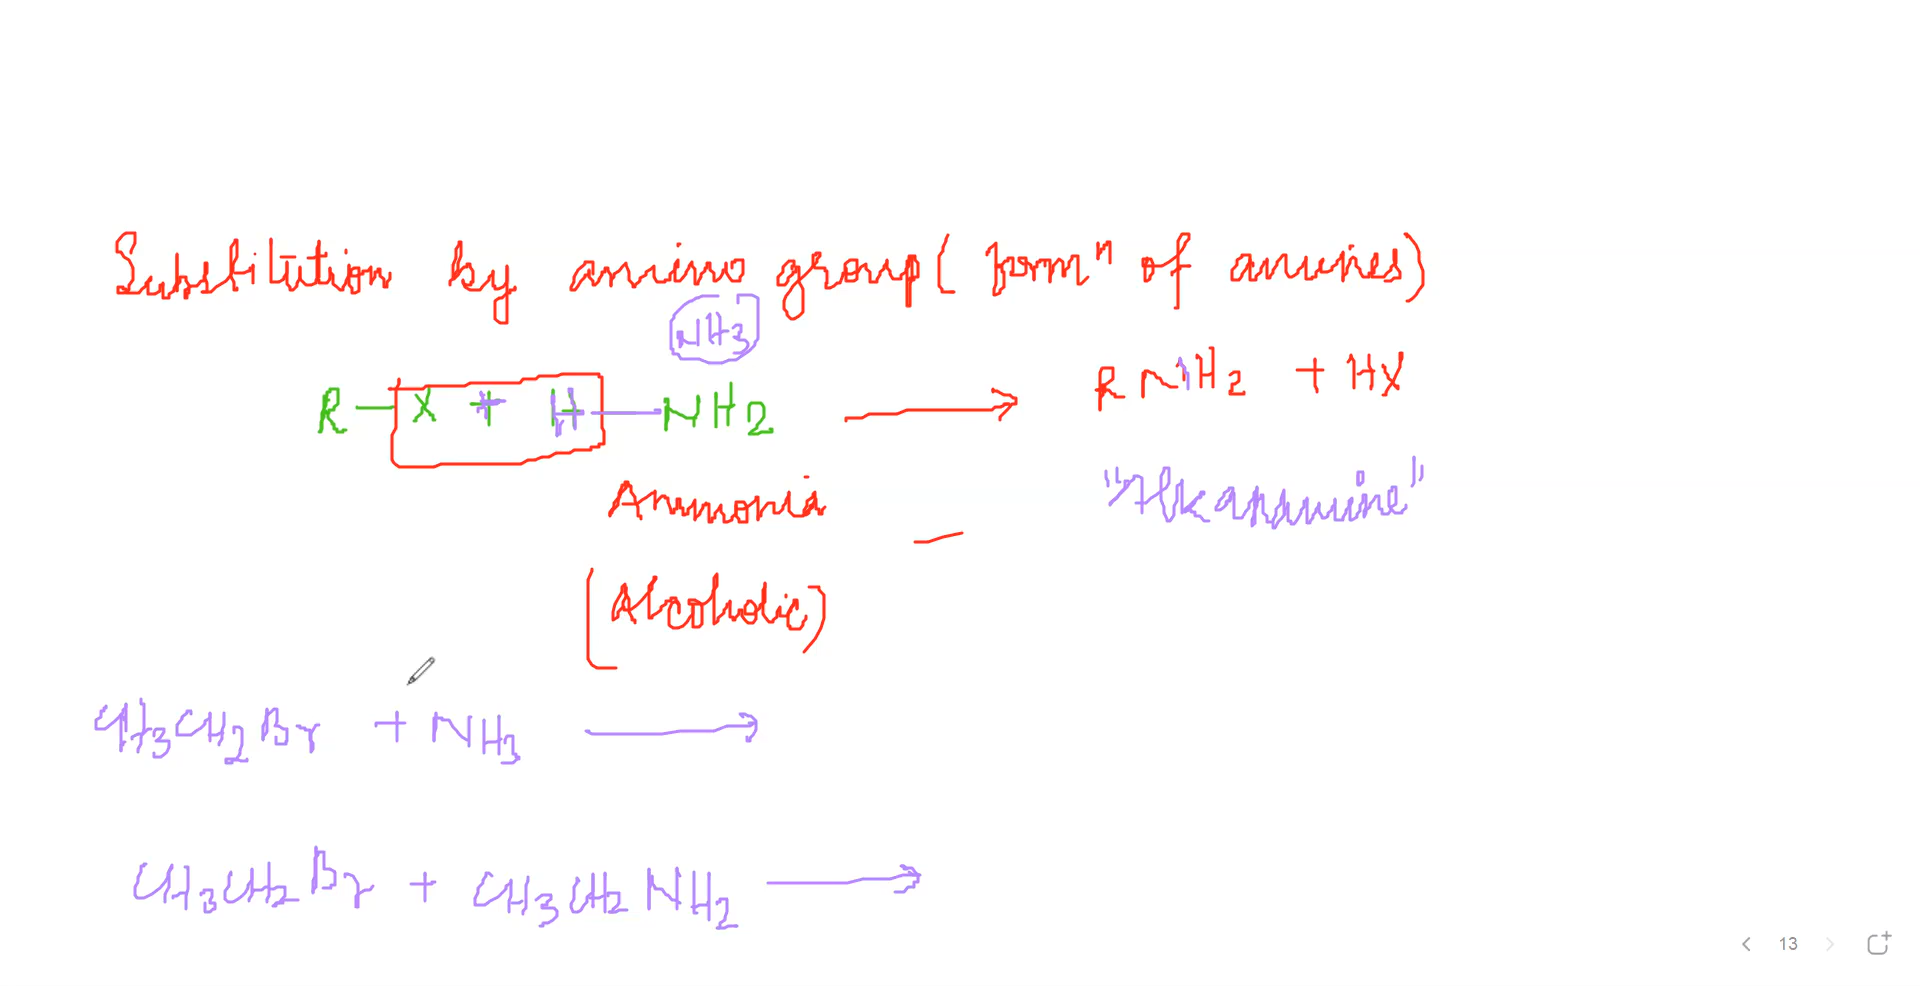 Substitution by amino group (formⁿ of amines)
NH3
R-X + H-NH2 → RNH2 + HX
Ammonia
"Alkanamine"
(Alcoholic)
CH3CH2Br + NH3 →
CH3CH2Br + CH3CH2NH2 →
13